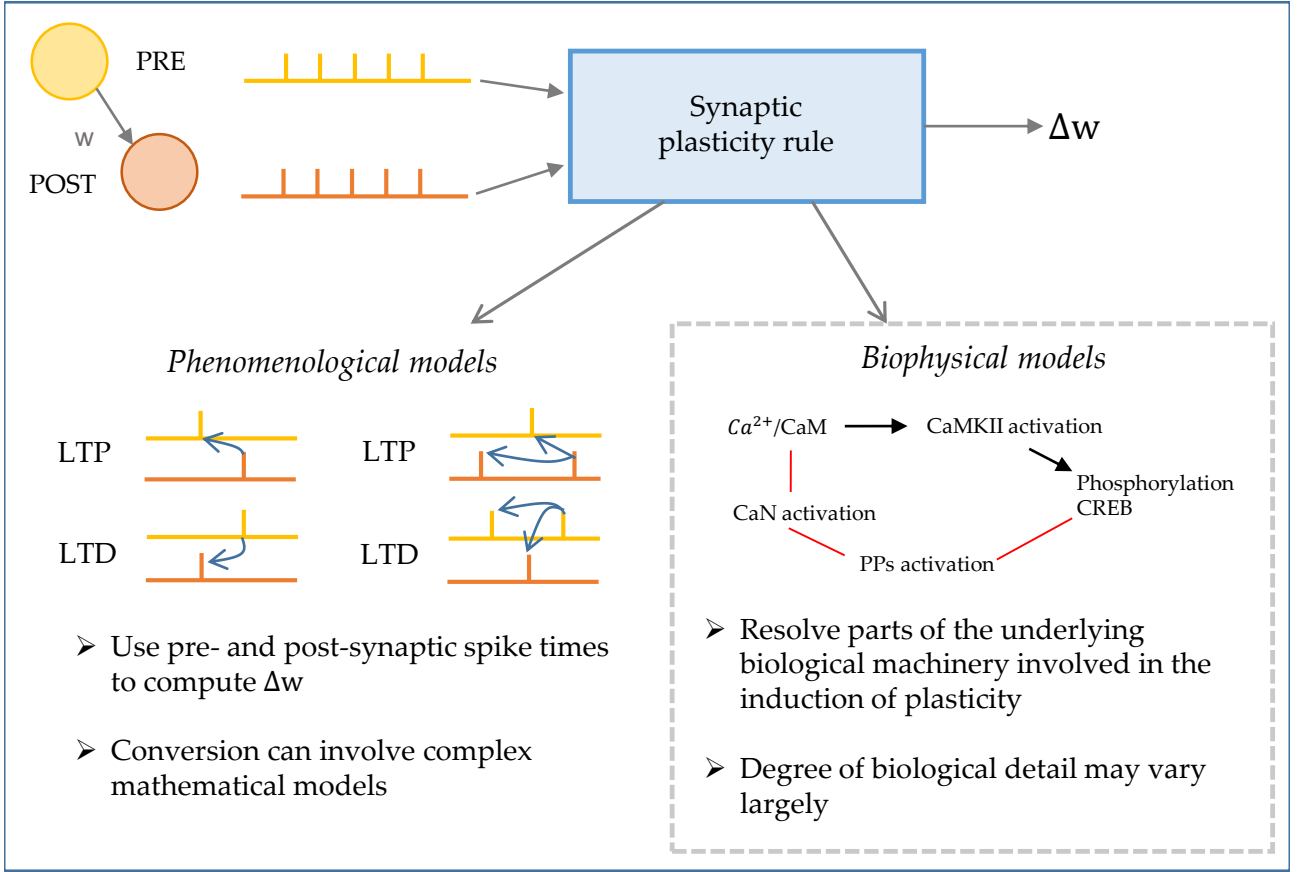 PRE
w
POST
Synaptic
plasticity rule
Δw
Phenomenological models
LTP
LTP
LTD
LTD
➢ Use pre- and post-synaptic spike times
to compute Δw
➢ Conversion can involve complex
mathematical models
Biophysical models
Ca²⁺/CaM
CaMKII activation
Phosphorylation
CREB
CaN activation
PPs activation
➢ Resolve parts of the underlying
biological machinery involved in the
induction of plasticity
➢ Degree of biological detail may vary
largely